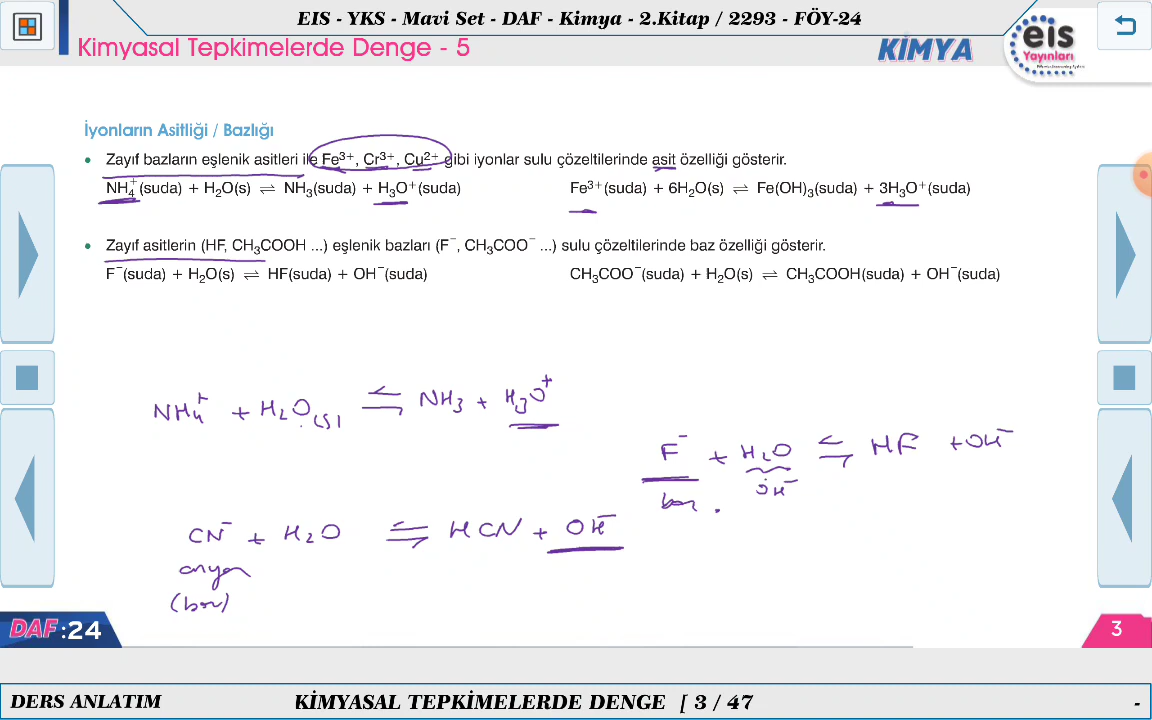 EIS - YKS - Mavi Set - DAF - Kimya - 2.Kitap / 2293 - FÖY-24
Kimyasal Tepkimelerde Denge - 5
KİMYA
eis
Yayınları
İyonların Asitliği / Bazlığı
• Zayıf bazların eşlenik asitleri ile Fe³⁺, Cr³⁺, Cu²⁺ gibi iyonlar sulu çözeltilerinde asit özelliği gösterir.
NH₄⁺(suda) + H₂O(s) ⇌ NH₃(suda) + H₃O⁺(suda) Fe³⁺(suda) + 6H₂O(s) ⇌ Fe(OH)₃(suda) + 3H₃O⁺(suda)
• Zayıf asitlerin (HF, CH₃COOH ...) eşlenik bazları (F⁻, CH₃COO⁻ ...) sulu çözeltilerinde baz özelliği gösterir.
F⁻(suda) + H₂O(s) ⇌ HF(suda) + OH⁻(suda) CH₃COO⁻(suda) + H₂O(s) ⇌ CH₃COOH(suda) + OH⁻(suda)
NH₄⁺ + H₂O(s) ⇌ NH₃ + H₃O⁺
F⁻ + H₂O ⇌ HF + OH⁻
baz OH⁻
CN⁻ + H₂O ⇌ HCN + OH⁻
anyon
(baz)
DAF:24
3
DERS ANLATIM KİMYASAL TEPKİMELERDE DENGE [ 3 / 47 -